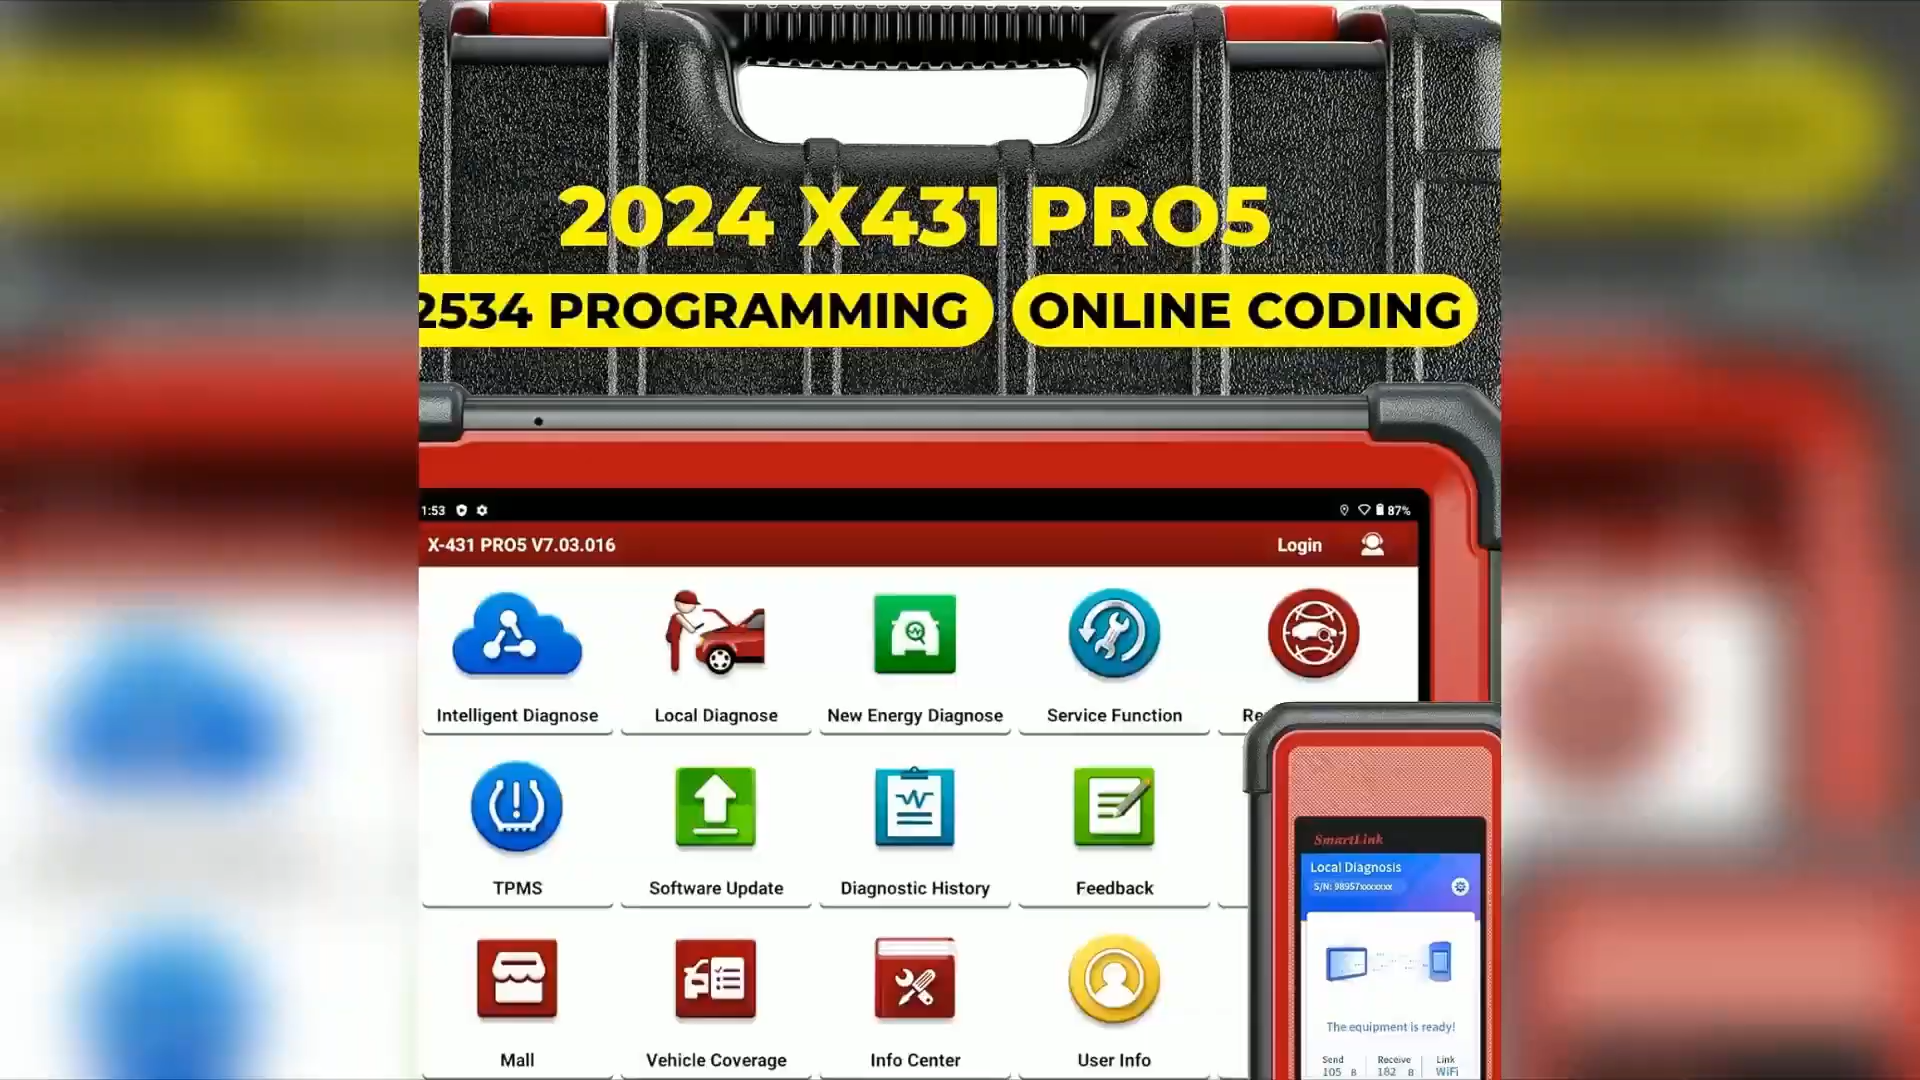 2024 X431 PRO5
2534 PROGRAMMING
ONLINE CODING
1:53
87%
X-431 PRO5 V7.03.016
Login
Intelligent Diagnose
Local Diagnose
New Energy Diagnose
Service Function
Re
TPMS
Software Update
Diagnostic History
Feedback
Mall
Vehicle Coverage
Info Center
User Info
SmartLink
Local Diagnosis
S/N: 98957xxxxxxx
The equipment is ready!
Send
Receive
Link
105 B
182 B
WiFi